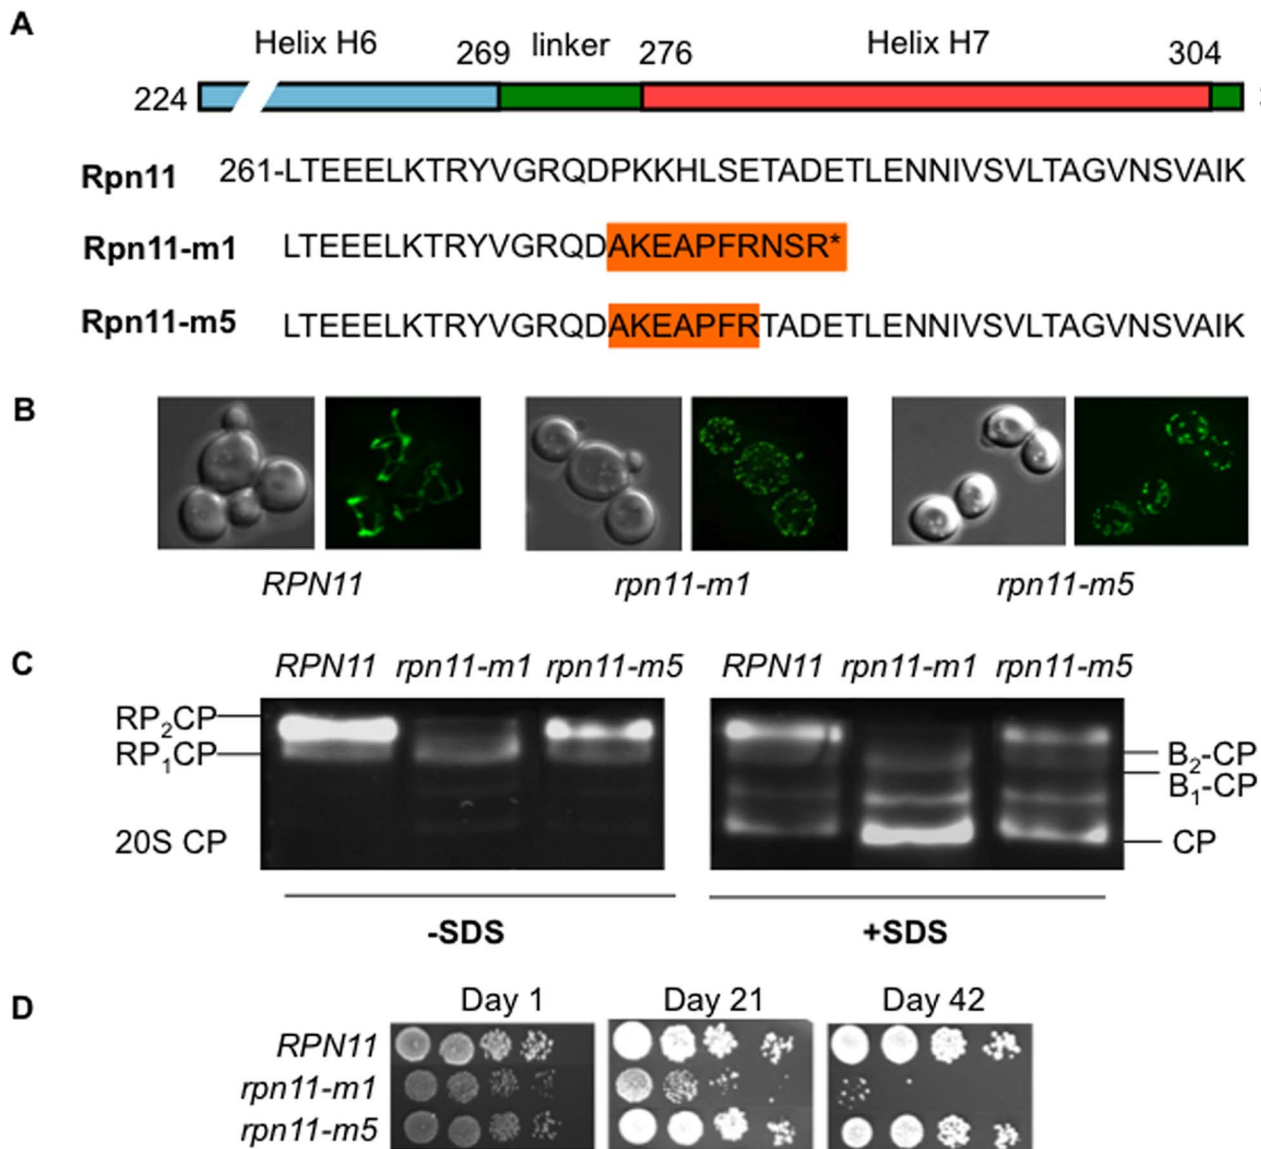 A
Helix H6 269 linker 276 Helix H7 304
224
Rpn11 261-LTEEELKTRYVGRQDPKKHLSETADETLENNIVSVLTAGVNSVAIK
Rpn11-m1 LTEEELKTRYVGRQDAKEAPFRNSR*
Rpn11-m5 LTEEELKTRYVGRQDAKEAPFRTADETLENNIVSVLTAGVNSVAIK
B
RPN11 rpn11-m1 rpn11-m5
C
RPN11 rpn11-m1 rpn11-m5 RPN11 rpn11-m1 rpn11-m5
RP₂CP
RP₁CP
20S CP
B₂-CP
B₁-CP
CP
-SDS +SDS
D
Day 1 Day 21 Day 42
RPN11
rpn11-m1
rpn11-m5